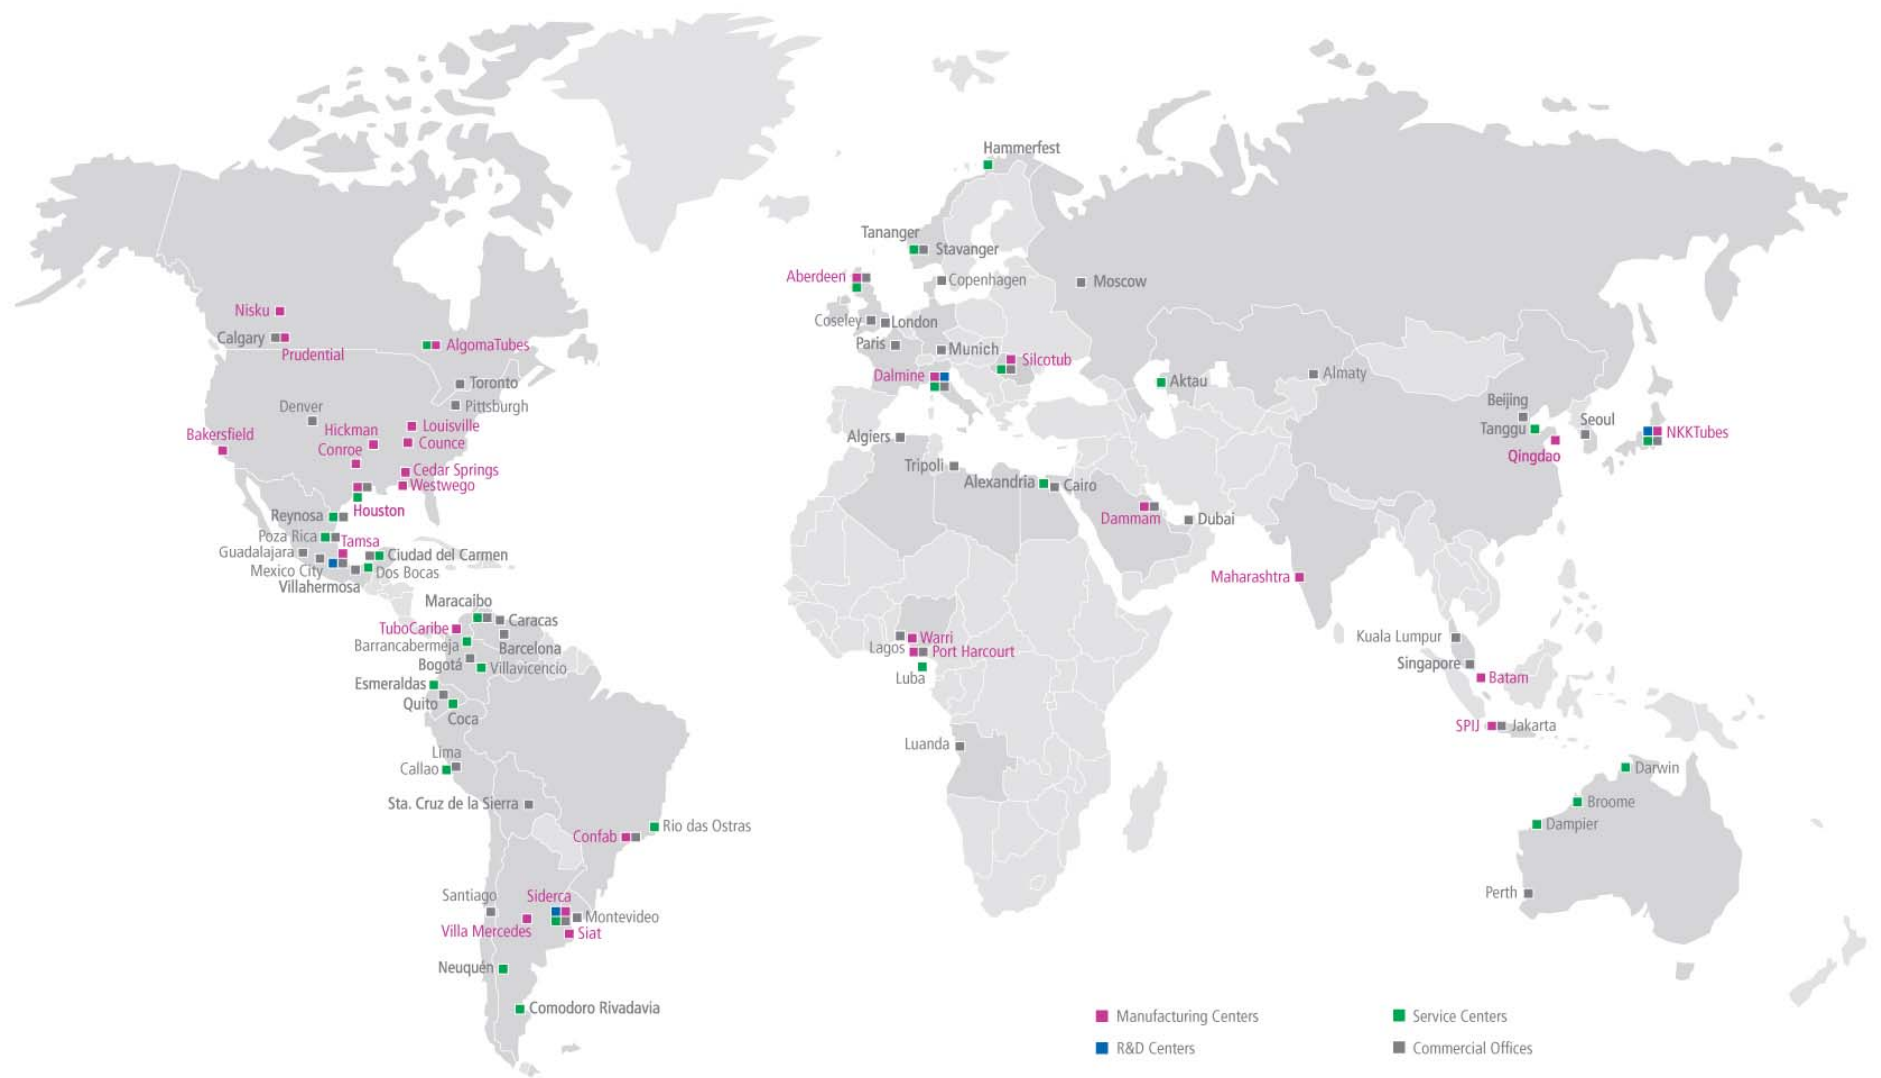 Hammerfest
Tananger
Stavanger
Aberdeen
Copenhagen
Moscow
Nisku
Coseley
London
Calgary
Prudential
AlgomaTubes
Paris
Munich
Silcotub
Dalmine
Toronto
Aktau
Almaty
Denver
Pittsburgh
Beijing
Bakersfield
Hickman
Louisville
Seoul
Tanggu
NKKTubes
Conroe
Counce
Algiers
Qingdao
Cedar Springs
Tripoli
Westwego
Alexandria
Cairo
Houston
Reynosa
Dammam
Dubai
Poza Rica
Tamsa
Guadalajara
Ciudad del Carmen
Mexico City
Dos Bocas
Villahermosa
Maharashtra
Maracaibo
Caracas
TuboCaribe
Barrancabermeja
Barcelona
Lagos
Warri
Port Harcourt
Kuala Lumpur
Bogotá
Villavicencio
Singapore
Luba
Batam
Esmeraldas
Quito
Coca
SPIJ
Jakarta
Luanda
Lima
Callao
Darwin
Sta. Cruz de la Sierra
Broome
Dampier
Confab
Rio das Ostras
Santiago
Siderca
Perth
Montevideo
Villa Mercedes
Siat
Neuquén
Comodoro Rivadavia
Manufacturing Centers
Service Centers
R&D Centers
Commercial Offices